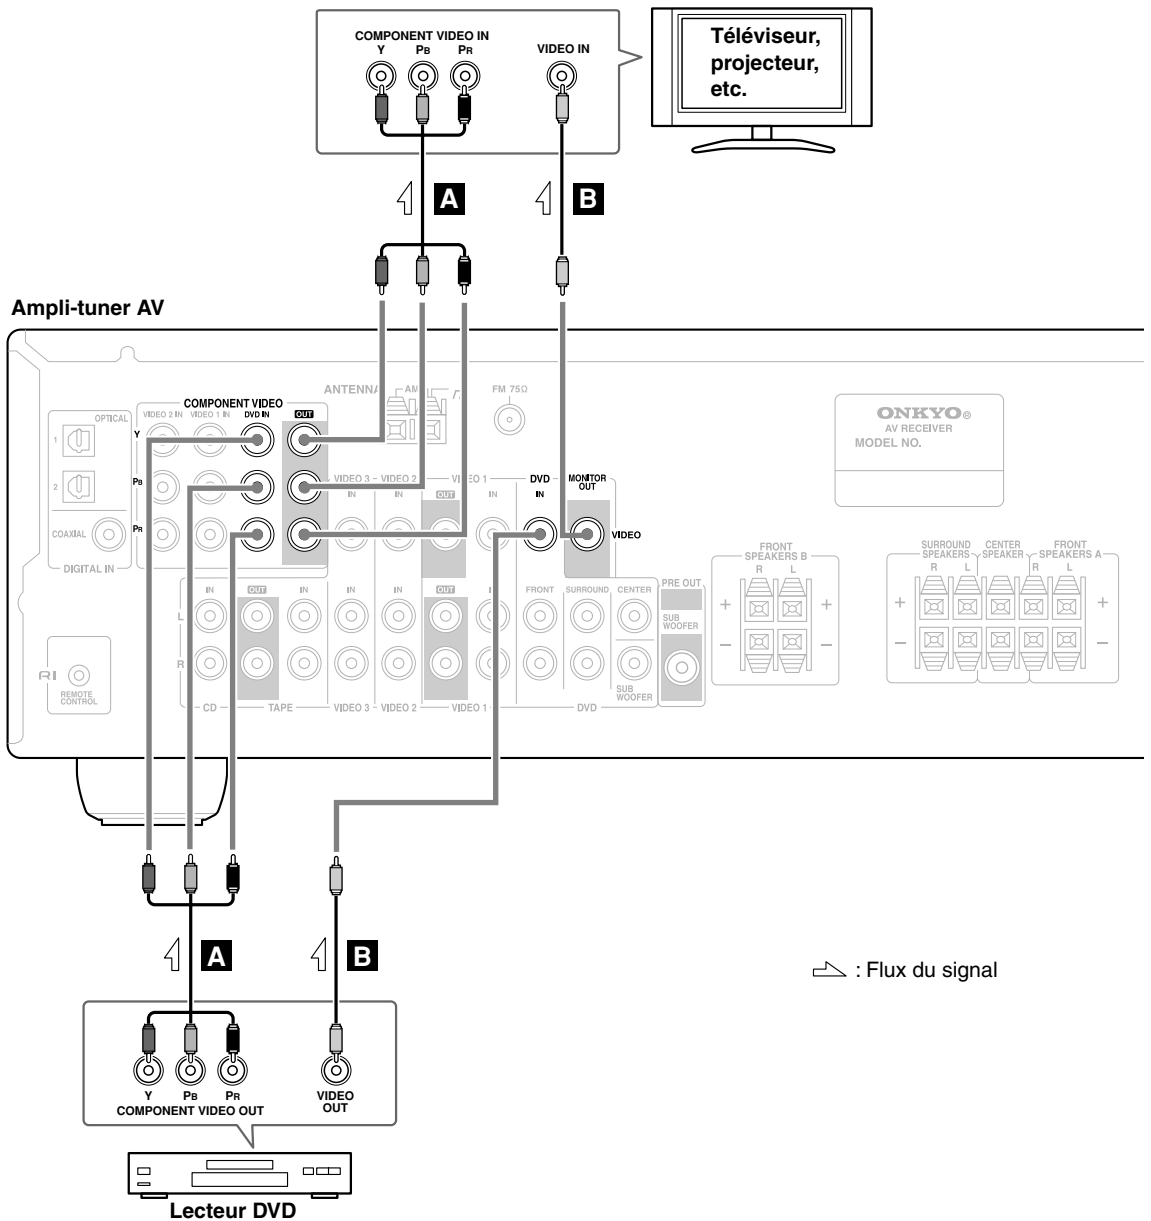 COMPONENT VIDEO IN
Y PB PR
VIDEO IN
Téléviseur,
projecteur,
etc.
A
B
Ampli-tuner AV
ANTENNA
AM
FM 75Ω
COMPONENT VIDEO
VIDEO 2 IN VIDEO 1 IN DVD IN OUT
OPTICAL
1
2
COAXIAL
DIGITAL IN
Y
PB
PR
VIDEO 3 VIDEO 2 VIDEO 1 DVD MONITOR OUT
IN IN OUT IN IN
VIDEO
ONKYO
AV RECEIVER
MODEL NO.
IN OUT IN IN IN OUT IN FRONT SURROUND CENTER
L
R
PRE OUT
SUB
WOOFER
SUB
WOOFER
CD TAPE VIDEO 3 VIDEO 2 VIDEO 1 DVD
FRONT
SPEAKERS B
R L
+ +
– –
SURROUND
SPEAKERS
CENTER
SPEAKER
FRONT
SPEAKERS A
R L R L
+ +
– –
RI
REMOTE
CONTROL
A
B
: Flux du signal
Y PB PR
COMPONENT VIDEO OUT
VIDEO
OUT
Lecteur DVD